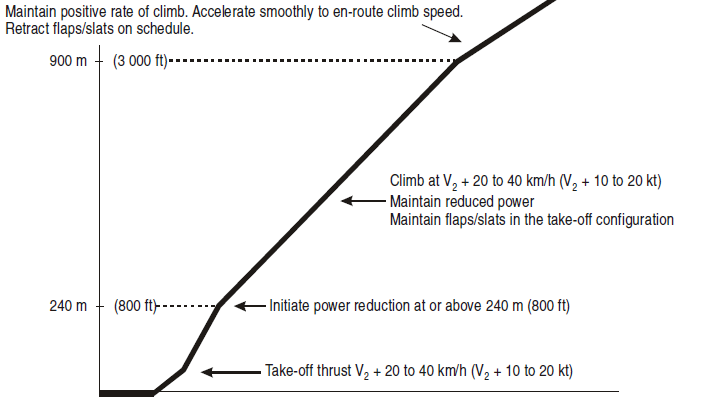 Maintain positive rate of climb. Accelerate smoothly to en-route climb speed.
Retract flaps/slats on schedule.
900 m (3 000 ft)
Climb at V₂ + 20 to 40 km/h (V₂ + 10 to 20 kt)
Maintain reduced power
Maintain flaps/slats in the take-off configuration
240 m (800 ft)
Initiate power reduction at or above 240 m (800 ft)
Take-off thrust V₂ + 20 to 40 km/h (V₂ + 10 to 20 kt)